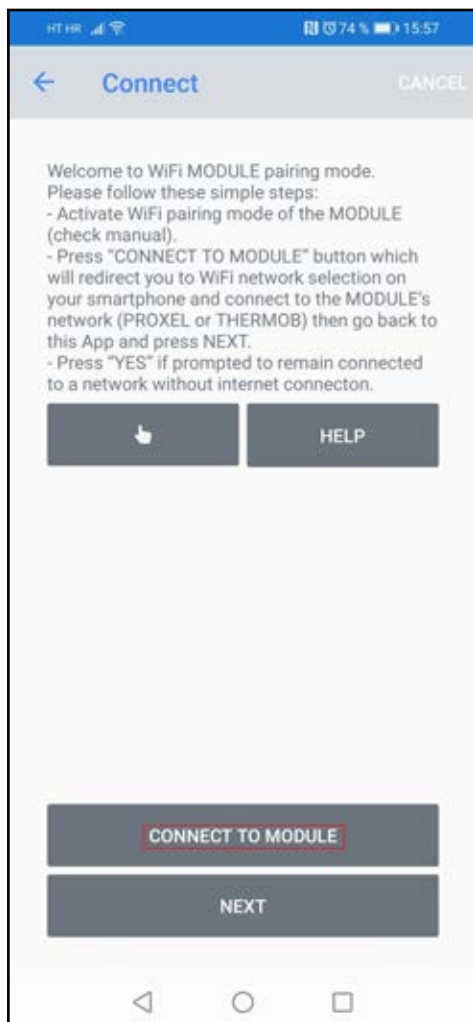 HT HR 74 % 15:57
Connect CANCEL
Welcome to WiFi MODULE pairing mode.
Please follow these simple steps:
- Activate WiFi pairing mode of the MODULE
(check manual).
- Press "CONNECT TO MODULE" button which
will redirect you to WiFi network selection on
your smartphone and connect to the MODULE's
network (PROXEL or THERMOB) then go back to
this App and press NEXT.
- Press "YES" if prompted to remain connected
to a network without internet connecton.
HELP
CONNECT TO MODULE
NEXT